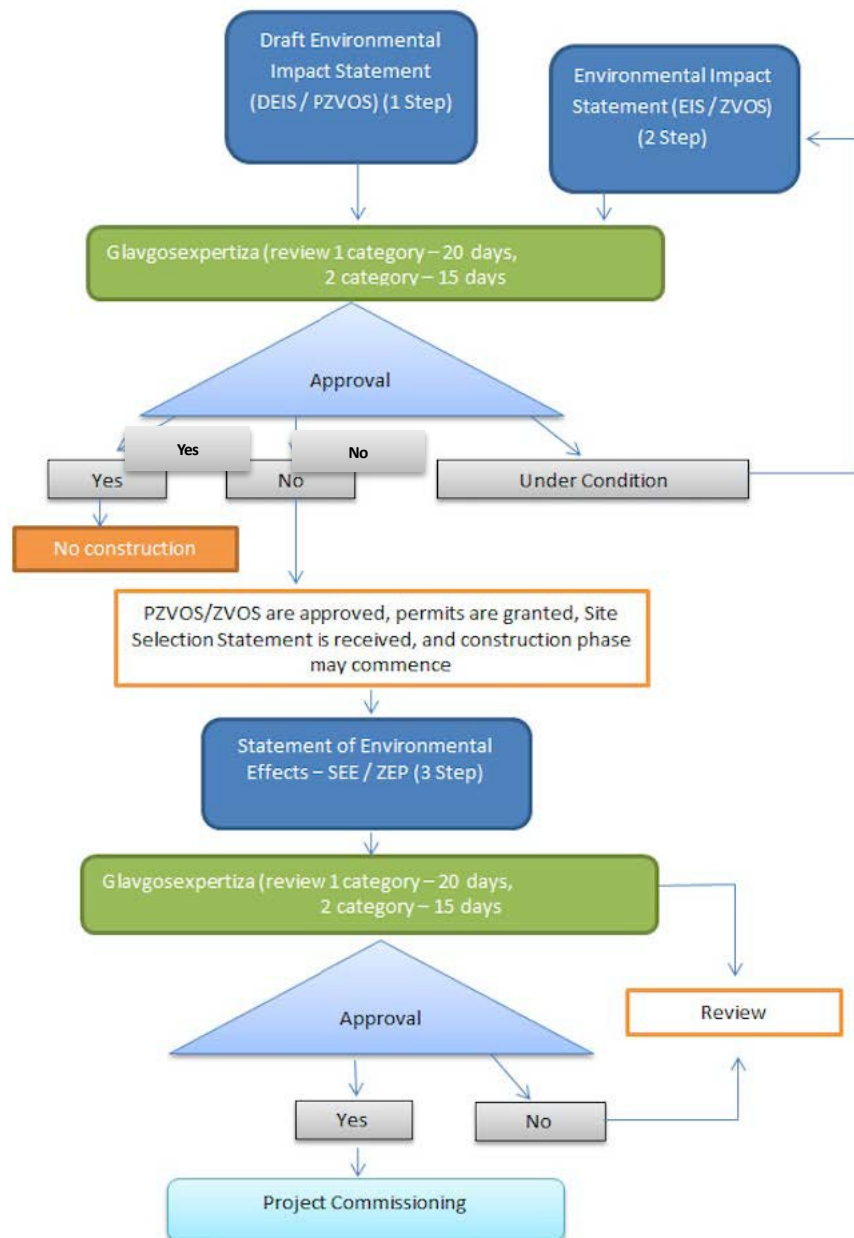 Draft Environmental
Impact Statement
(DEIS / PZVOS) (1 Step)
Environmental Impact
Statement (EIS / ZVOS)
(2 Step)
Glavgosexpertiza (review 1 category – 20 days,
2 category – 15 days
Approval
Yes
No
Yes
No
Under Condition
No construction
PZVOS/ZVOS are approved, permits are granted, Site
Selection Statement is received, and construction phase
may commence
Statement of Environmental
Effects – SEE / ZEP (3 Step)
Glavgosexpertiza (review 1 category – 20 days,
2 category – 15 days
Review
Approval
Yes
No
Project Commissioning